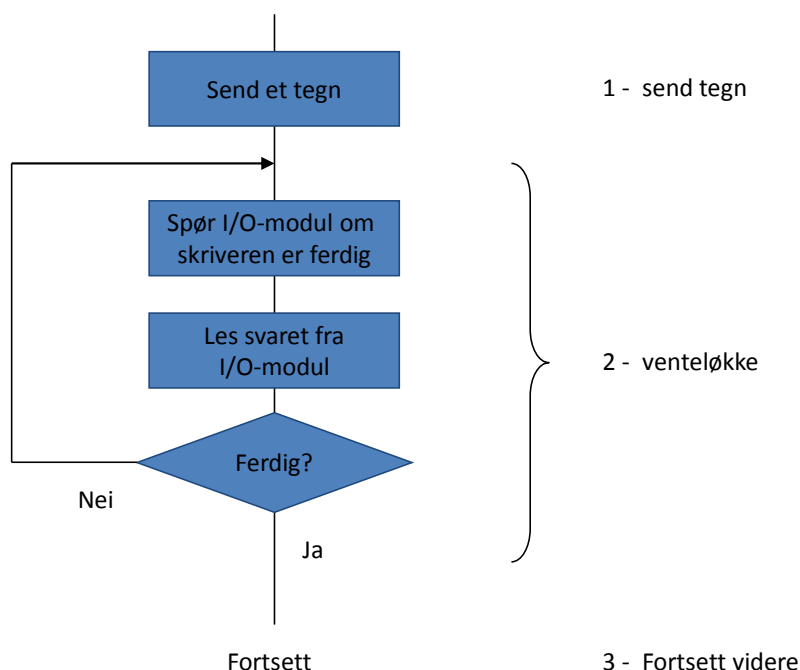 Send et tegn
1 - send tegn
Spør I/O-modul om
skriveren er ferdig
Les svaret fra
I/O-modul
2 - venteløkke
Ferdig?
Nei
Ja
Fortsett
3 - Fortsett videre